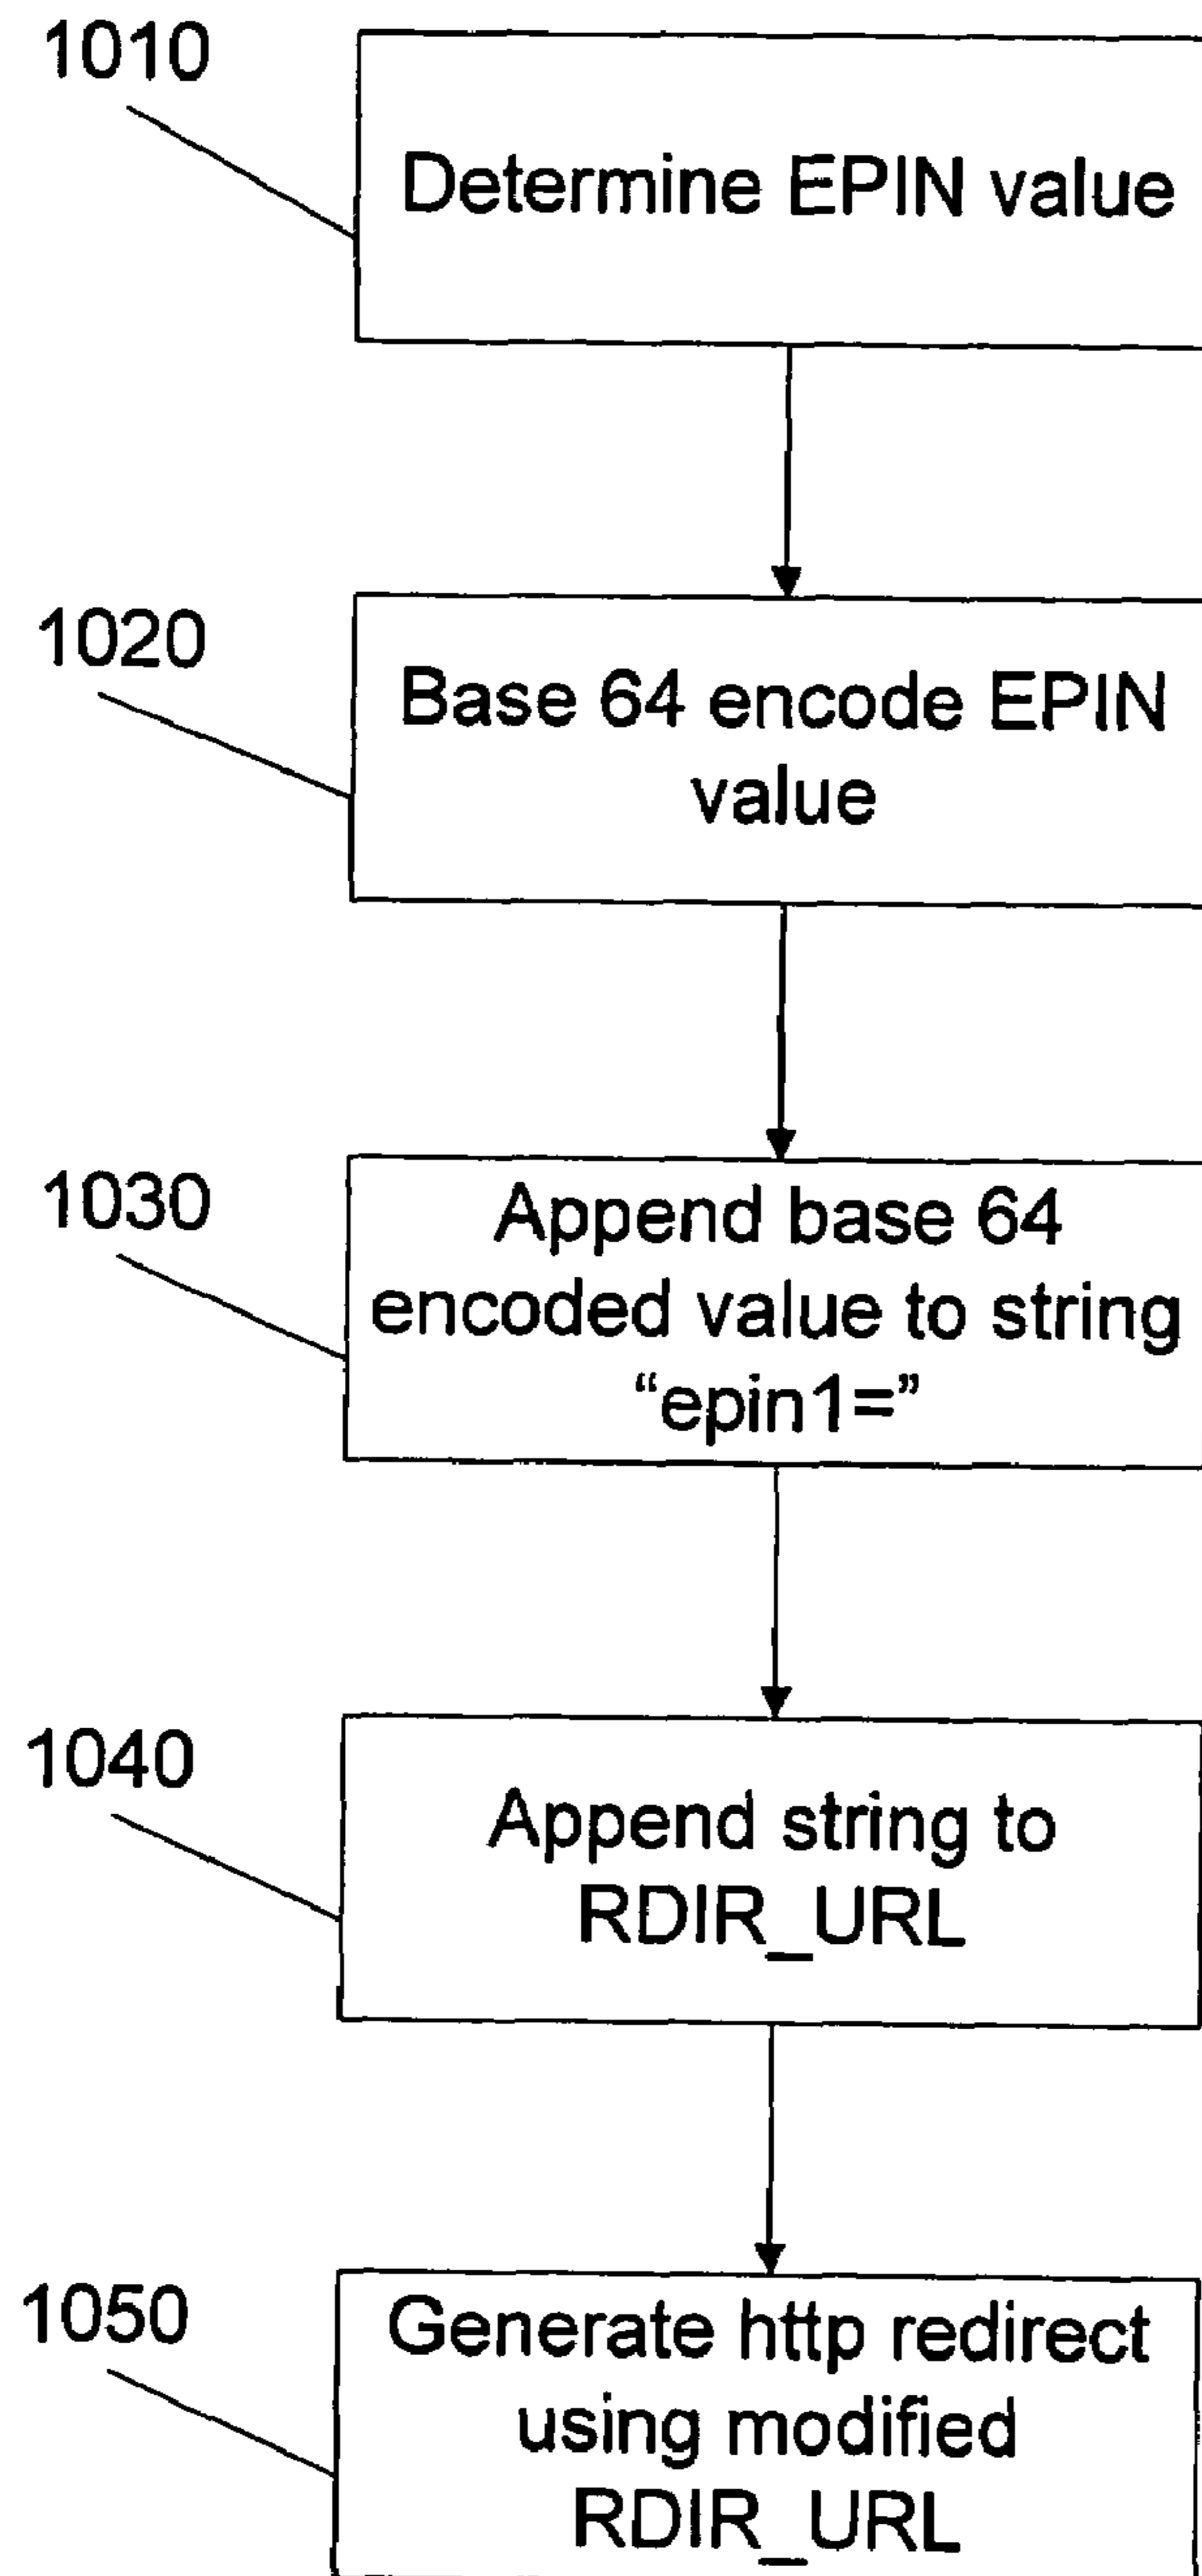 1010
Determine EPIN value
1020
Base 64 encode EPIN
value
1030
Append base 64
encoded value to string
“epin1=”
1040
Append string to
RDIR_URL
1050
Generate http redirect
using modified
RDIR_URL